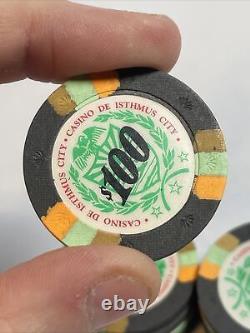 CASINO DE ISTHMUS CITY · CASINO DE ISTHMUS CITY ·
$100